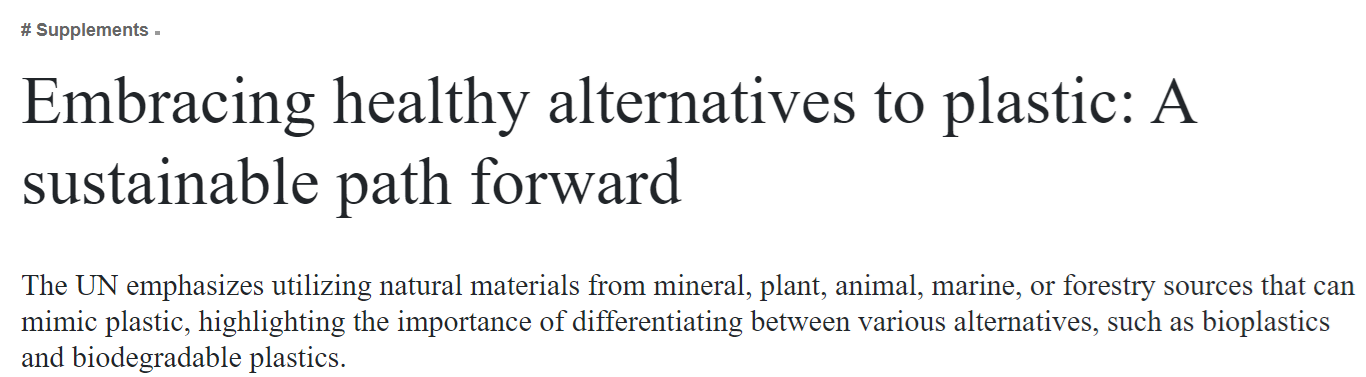 # Supplements
Embracing healthy alternatives to plastic: A
sustainable path forward
The UN emphasizes utilizing natural materials from mineral, plant, animal, marine, or forestry sources that can
mimic plastic, highlighting the importance of differentiating between various alternatives, such as bioplastics
and biodegradable plastics.